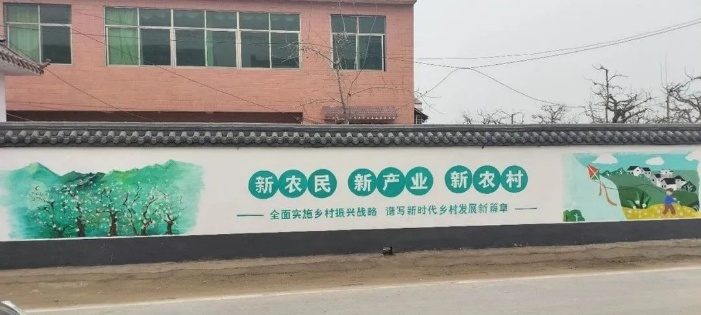 新农民 新产业 新农村
全面实施乡村振兴战略 谱写新时代乡村发展新篇章